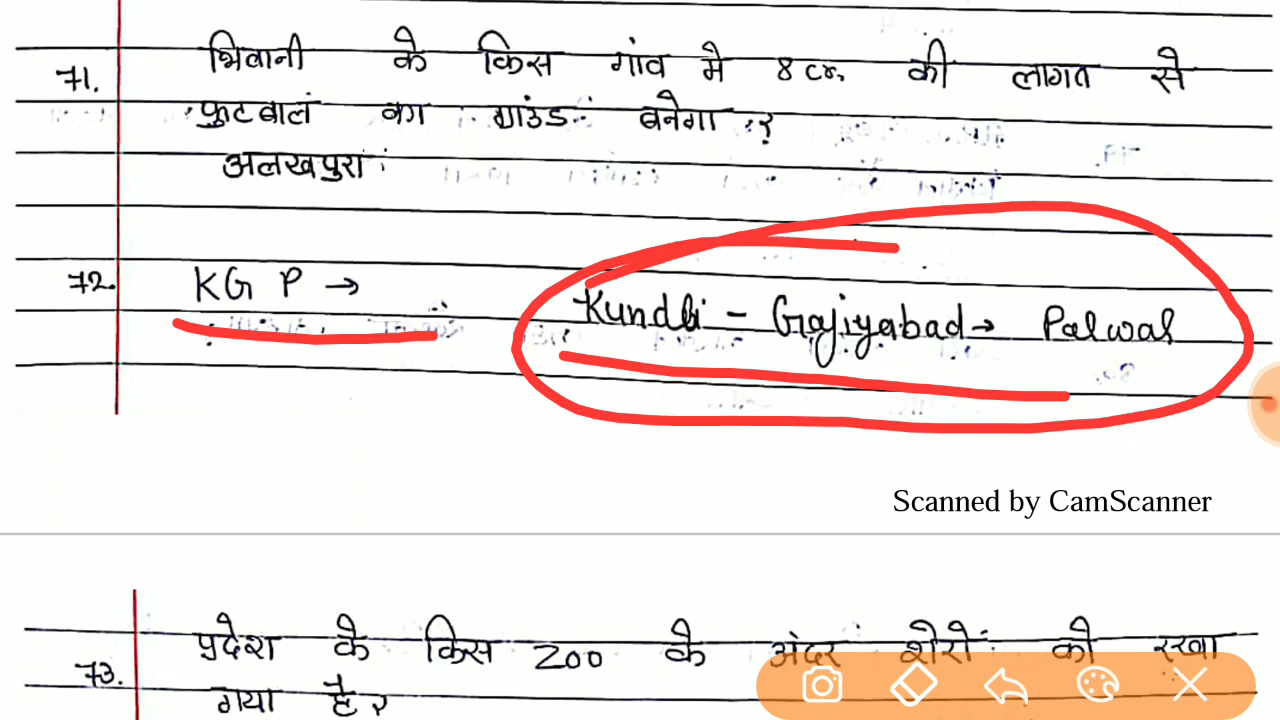 71. भिवानी के किस गांव मे 8 cr. की लागत से
फुटबाल का ग्राउंड बनेगा ?
अलखपुरा
72. KGP → Kundli - Gajiyabad → Palwal
Scanned by CamScanner
73. प्रदेश के किस Zoo के अंदर शेरों को रखा
गया है ?